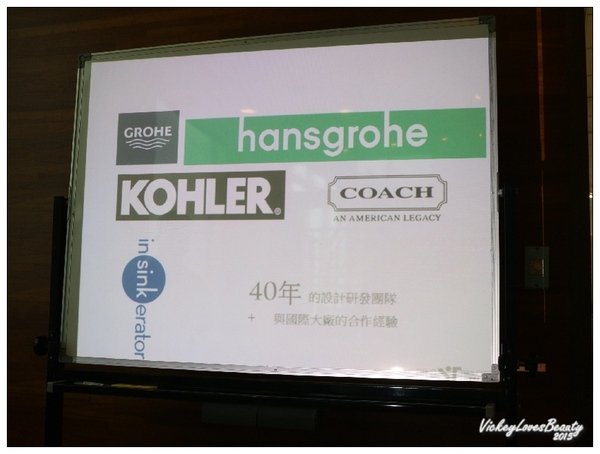 GROHE
hansgrohe
KOHLER®
COACH
AN AMERICAN LEGACY
in sink erator
40年 的設計研發團隊
+ 與國際大廠的合作經驗
VickeyLovesBeauty
2015